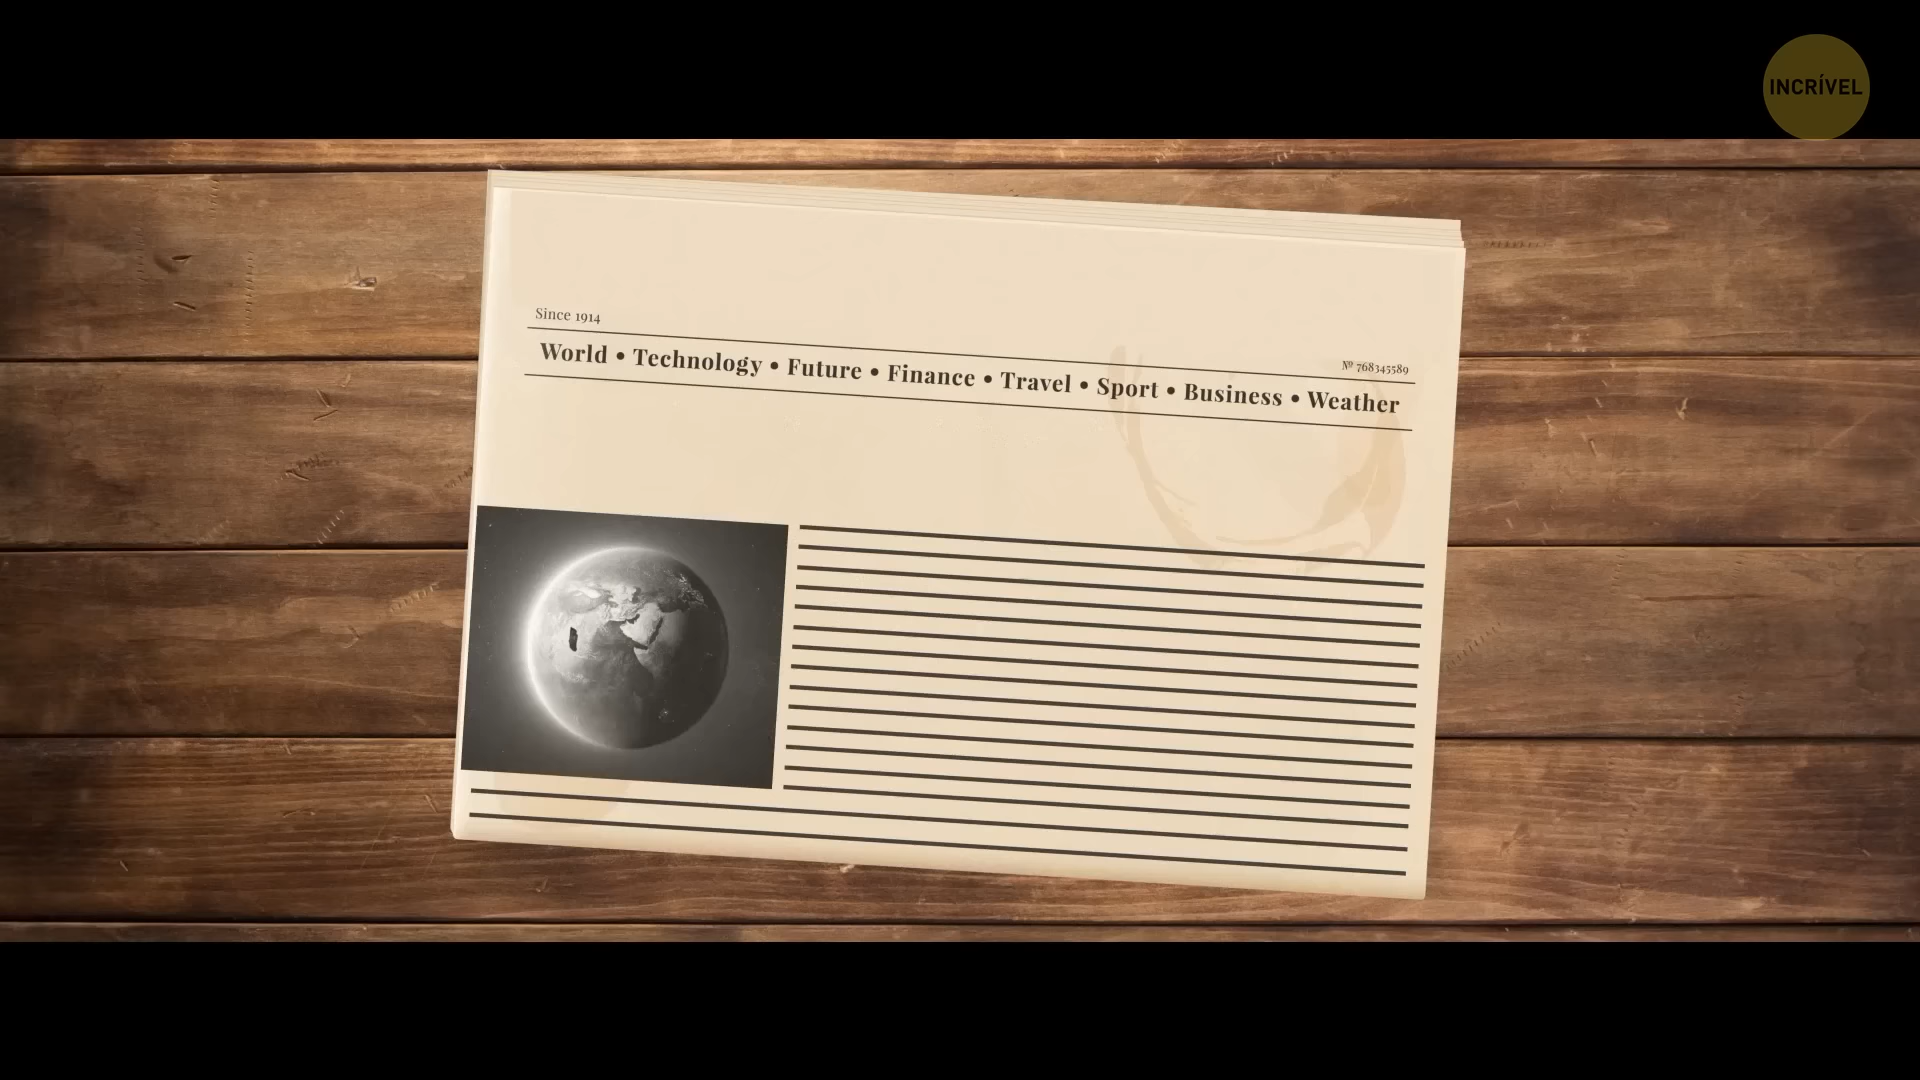 INCRÍVEL
Since 1914
Nº 768345589
World • Technology • Future • Finance • Travel • Sport • Business • Weather